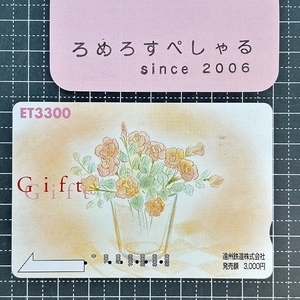 ろめろすぺしゃる
since 2006
ET3300
Gift
Gift
遠州鉄道株式会社
発売額 3,000円